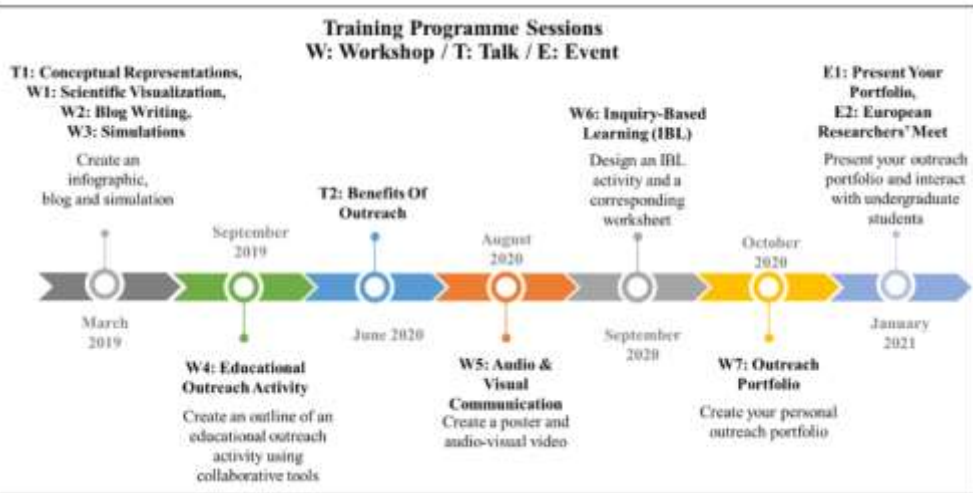 Training Programme Sessions
W: Workshop / T: Talk / E: Event
T1: Conceptual Representations,
W1: Scientific Visualization,
W2: Blog Writing,
W3: Simulations
Create an
infographic,
blog and simulation
March
2019
September
2019
W4: Educational
Outreach Activity
Create an outline of an
educational outreach
activity using
collaborative tools
T2: Benefits Of
Outreach
June 2020
August
2020
W5: Audio &
Visual
Communication
Create a poster and
audio-visual video
W6: Inquiry-Based
Learning (IBL)
Design an IBL
activity and a
corresponding
worksheet
September
2020
October
2020
W7: Outreach
Portfolio
Create your personal
outreach portfolio
E1: Present Your
Portfolio,
E2: European
Researchers' Meet
Present your outreach
portfolio and interact
with undergraduate
students
January
2021